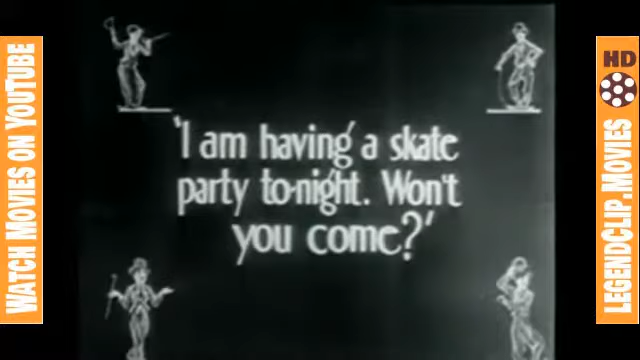 WATCH MOVIES ON YOUTUBE
'I am having a skate
party to-night. Won't
you come?'
HD
LEGENDCLIP.MOVIES